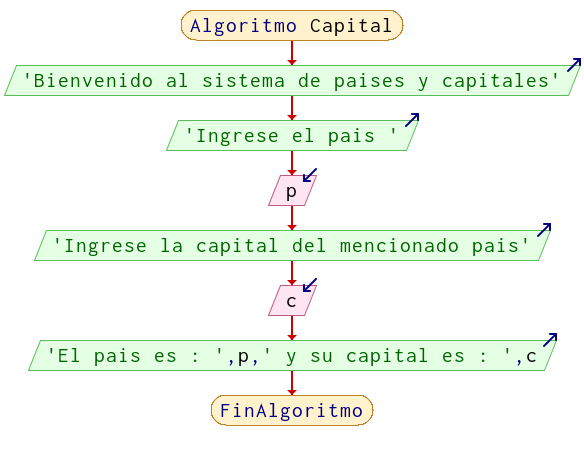 Algoritmo Capital
'Bienvenido al sistema de paises y capitales'
'Ingrese el pais '
p
'Ingrese la capital del mencionado pais'
c
'El pais es : ',p,' y su capital es : ',c
FinAlgoritmo